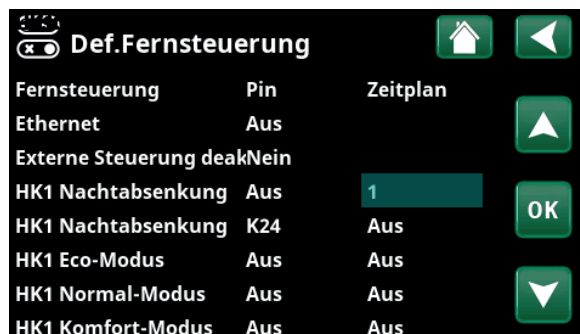 Def.Fernsteuerung
Fernsteuerung Pin Zeitplan
Ethernet Aus
Externe Steuerung deakNein
HK1 Nachtabsenkung Aus 1
HK1 Nachtabsenkung K24 Aus
OK
HK1 Eco-Modus Aus Aus
HK1 Normal-Modus Aus Aus
HK1 Komfort-Modus Aus Aus